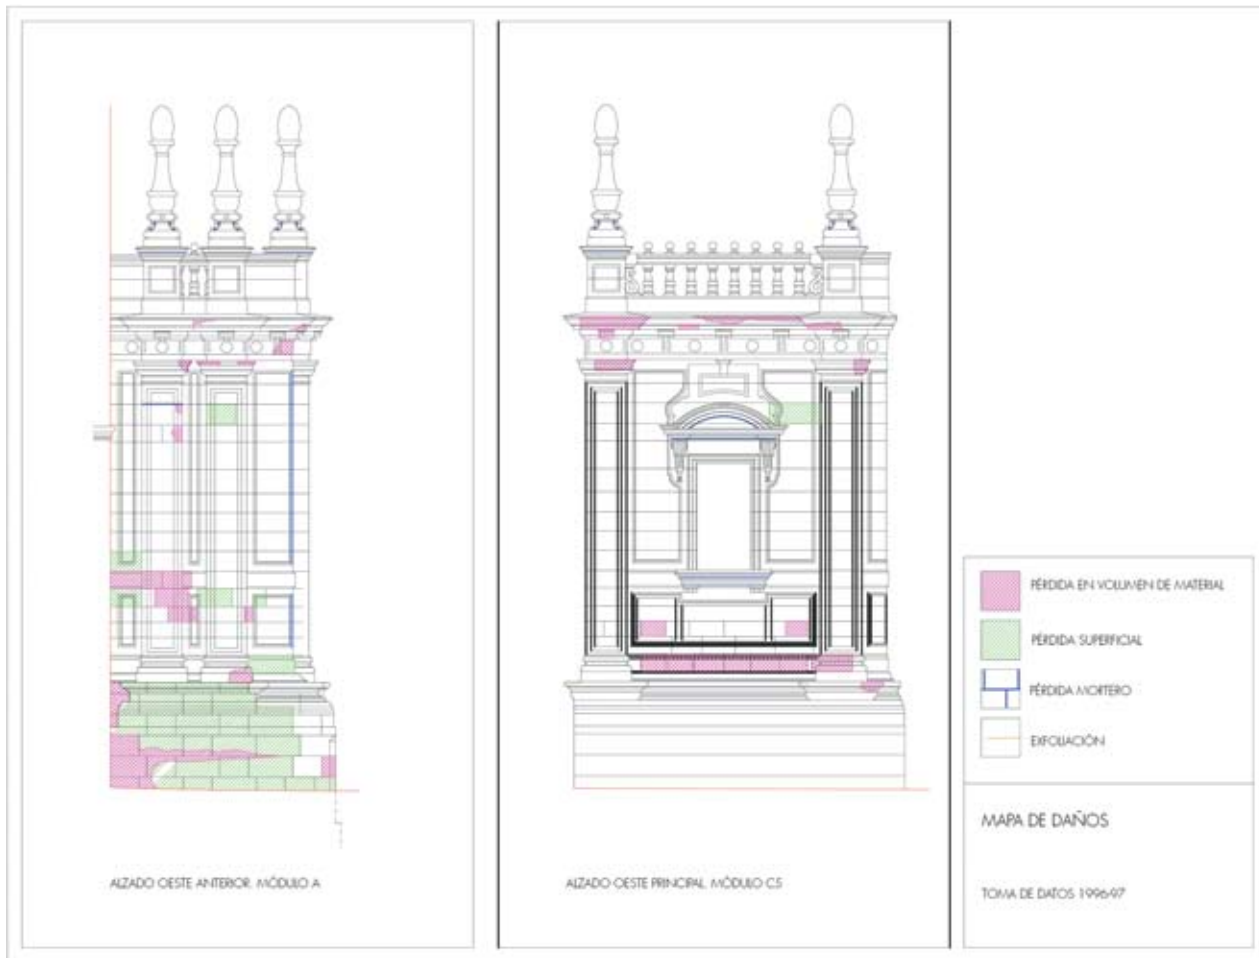 ALZADO OESTE ANTERIOR. MÓDULO A
ALZADO OESTE PRINCIPAL. MÓDULO C5
PÉRDIDA EN VOLUMEN DE MATERIAL
PÉRDIDA SUPERFICIAL
PÉRDIDA MORTERO
EXFOLIACIÓN
MAPA DE DAÑOS
TOMA DE DATOS 1996-97